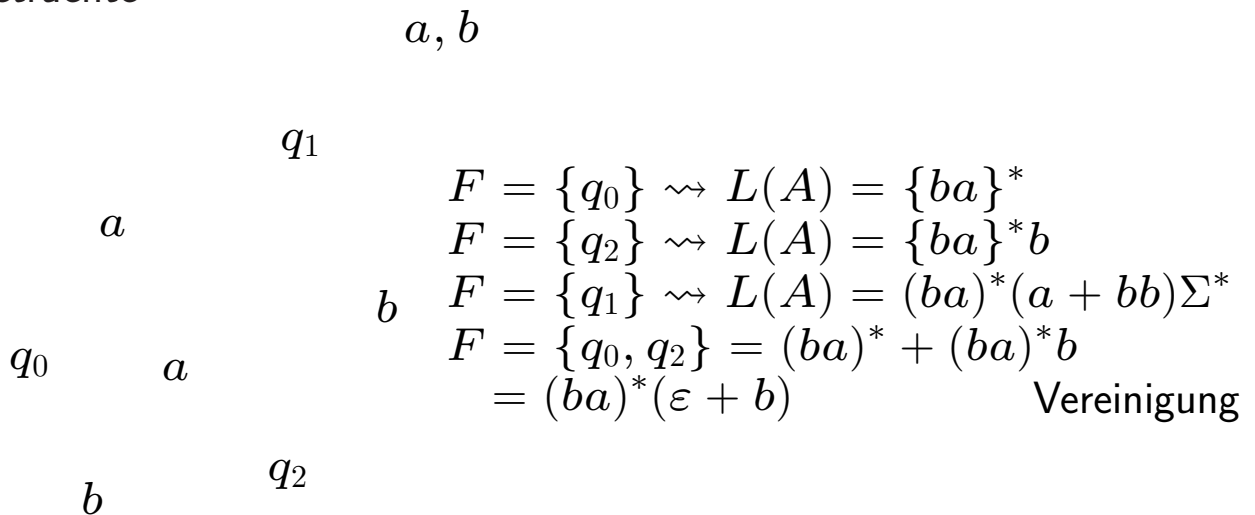 a, b
q₁
F = {q₀} ⇝ L(A) = {ba}*
a
F = {q₂} ⇝ L(A) = {ba}*b
b
F = {q₁} ⇝ L(A) = (ba)*(a + bb)Σ*
q₀
a
F = {q₀, q₂} = (ba)* + (ba)*b
= (ba)*(ε + b) Vereinigung
q₂
b